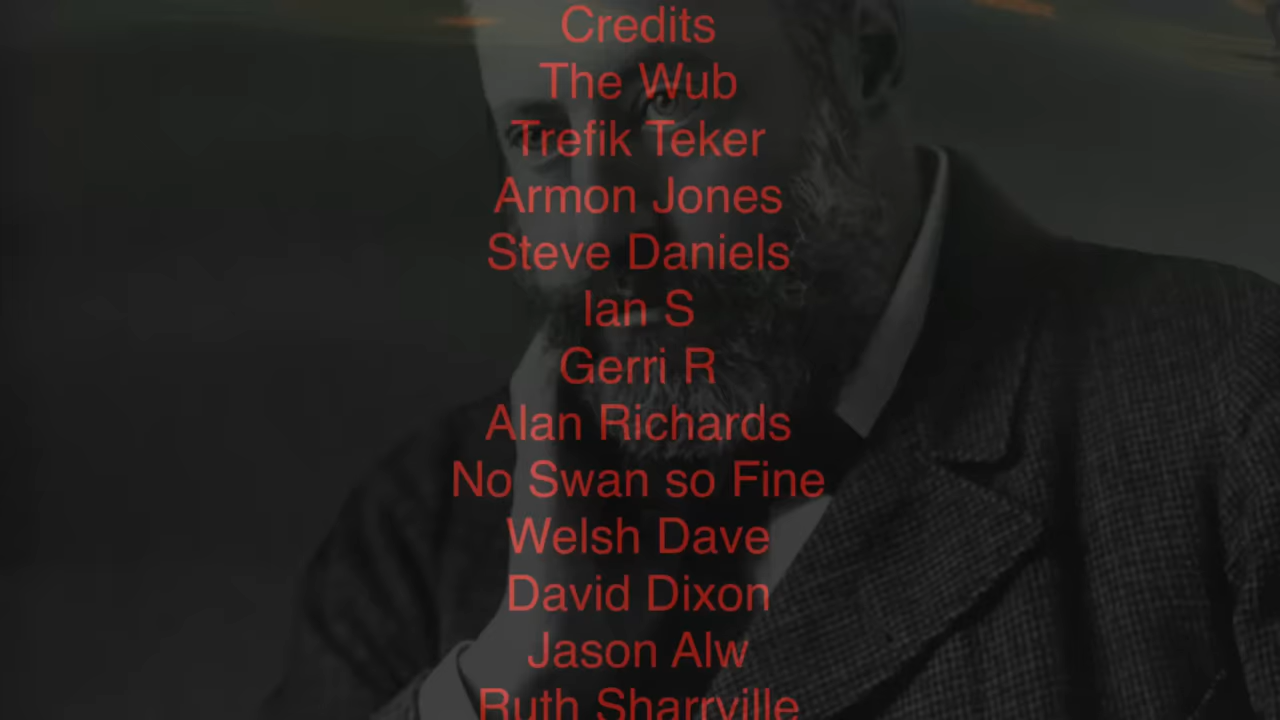 Credits
The Wub
Trefik Teker
Armon Jones
Steve Daniels
Ian S
Gerri R
Alan Richards
No Swan so Fine
Welsh Dave
David Dixon
Jason Alw
Ruth Sharrville